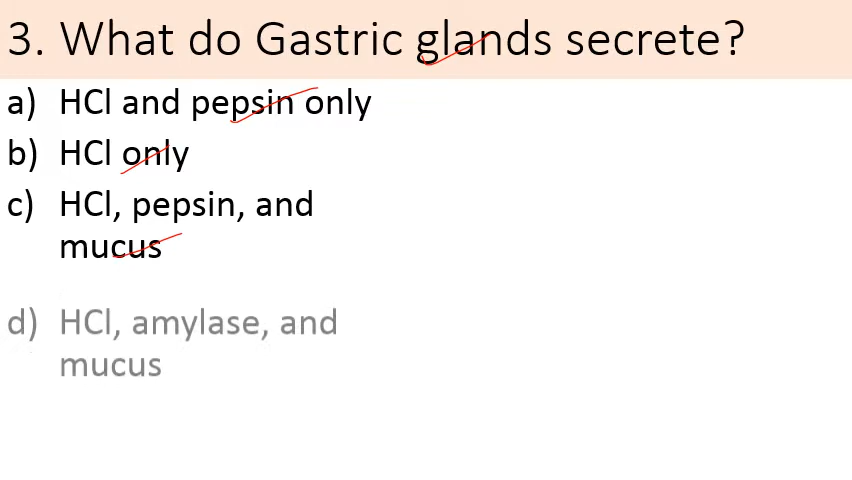 3. What do Gastric glands secrete?
a) HCl and pepsin only
b) HCl only
c) HCl, pepsin, and
mucus
d) HCl, amylase, and
mucus